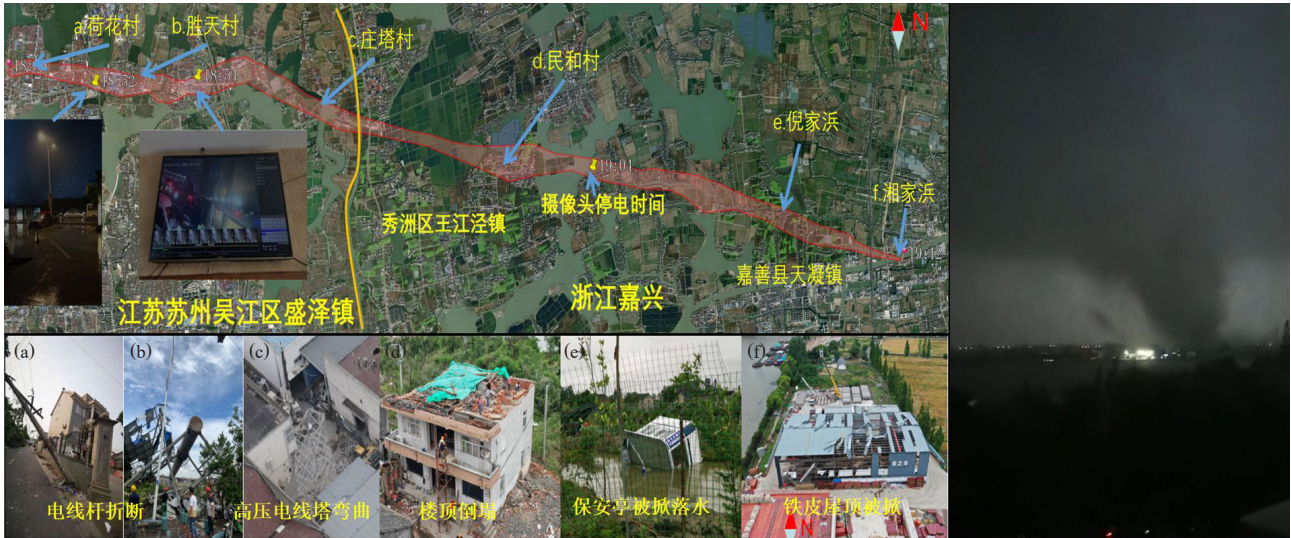 a.荷花村
b.胜天村
c.庄塔村
d.民和村
e.倪家浜
f.湘家浜
N
18:52
18:54
19:04
摄像头停电时间
秀洲区王江泾镇
嘉善县天凝镇
江苏苏州吴江区盛泽镇
浙江嘉兴
(a)
(b)
(c)
(d)
(e)
(f)
电线杆折断
高压电线塔弯曲
楼顶倒塌
保安亭被掀落水
铁皮屋顶被掀
N